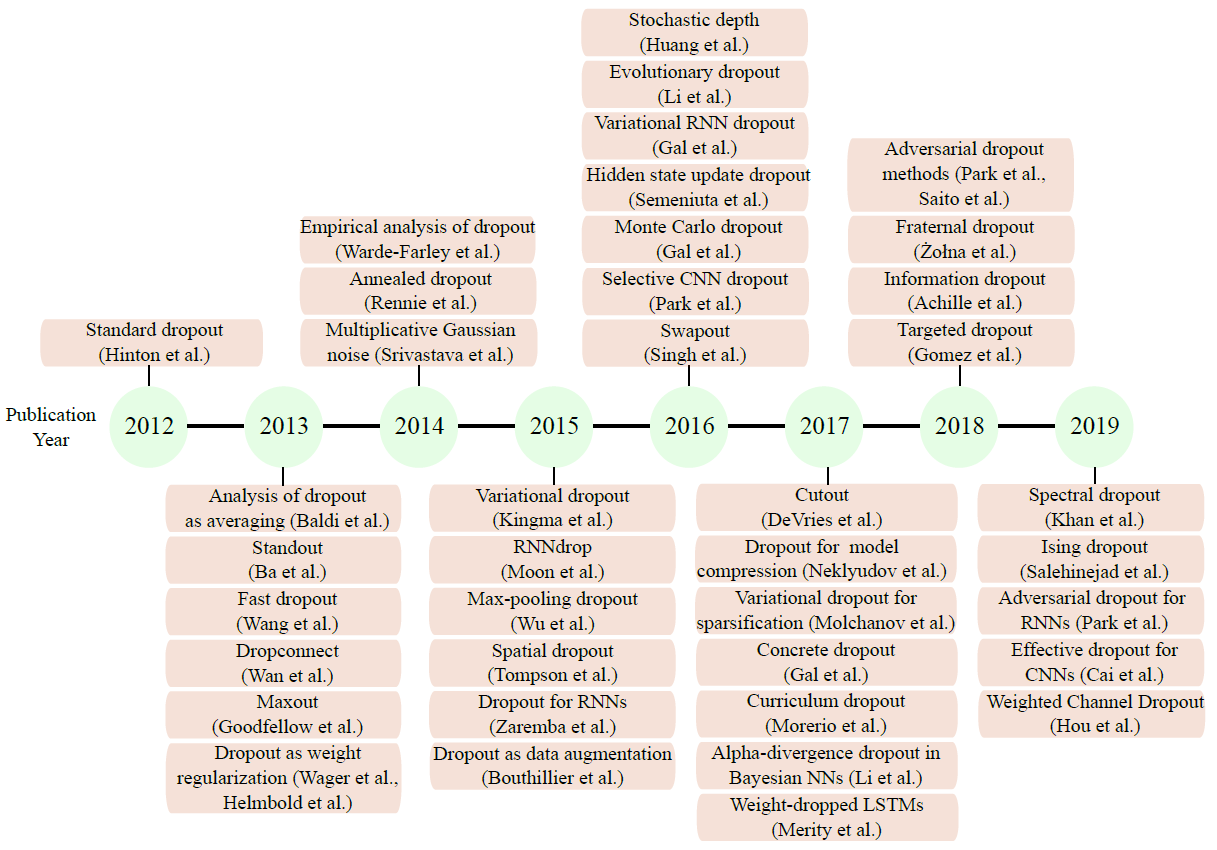 Stochastic depth
(Huang et al.)
Evolutionary dropout
(Li et al.)
Variational RNN dropout
(Gal et al.)
Hidden state update dropout
(Semeniuta et al.)
Monte Carlo dropout
(Gal et al.)
Selective CNN dropout
(Park et al.)
Swapout
(Singh et al.)
Adversarial dropout
methods (Park et al.,
Saito et al.)
Fraternal dropout
(Żołna et al.)
Information dropout
(Achille et al.)
Targeted dropout
(Gomez et al.)
Empirical analysis of dropout
(Warde-Farley et al.)
Annealed dropout
(Rennie et al.)
Multiplicative Gaussian
noise (Srivastava et al.)
Standard dropout
(Hinton et al.)
Publication
Year
2012
2013
2014
2015
2016
2017
2018
2019
Analysis of dropout
as averaging (Baldi et al.)
Standout
(Ba et al.)
Fast dropout
(Wang et al.)
Dropconnect
(Wan et al.)
Maxout
(Goodfellow et al.)
Dropout as weight
regularization (Wager et al.,
Helmbold et al.)
Variational dropout
(Kingma et al.)
RNNdrop
(Moon et al.)
Max-pooling dropout
(Wu et al.)
Spatial dropout
(Tompson et al.)
Dropout for RNNs
(Zaremba et al.)
Dropout as data augmentation
(Bouthillier et al.)
Cutout
(DeVries et al.)
Dropout for model
compression (Neklyudov et al.)
Variational dropout for
sparsification (Molchanov et al.)
Concrete dropout
(Gal et al.)
Curriculum dropout
(Morerio et al.)
Alpha-divergence dropout in
Bayesian NNs (Li et al.)
Weight-dropped LSTMs
(Merity et al.)
Spectral dropout
(Khan et al.)
Ising dropout
(Salehinejad et al.)
Adversarial dropout for
RNNs (Park et al.)
Effective dropout for
CNNs (Cai et al.)
Weighted Channel Dropout
(Hou et al.)